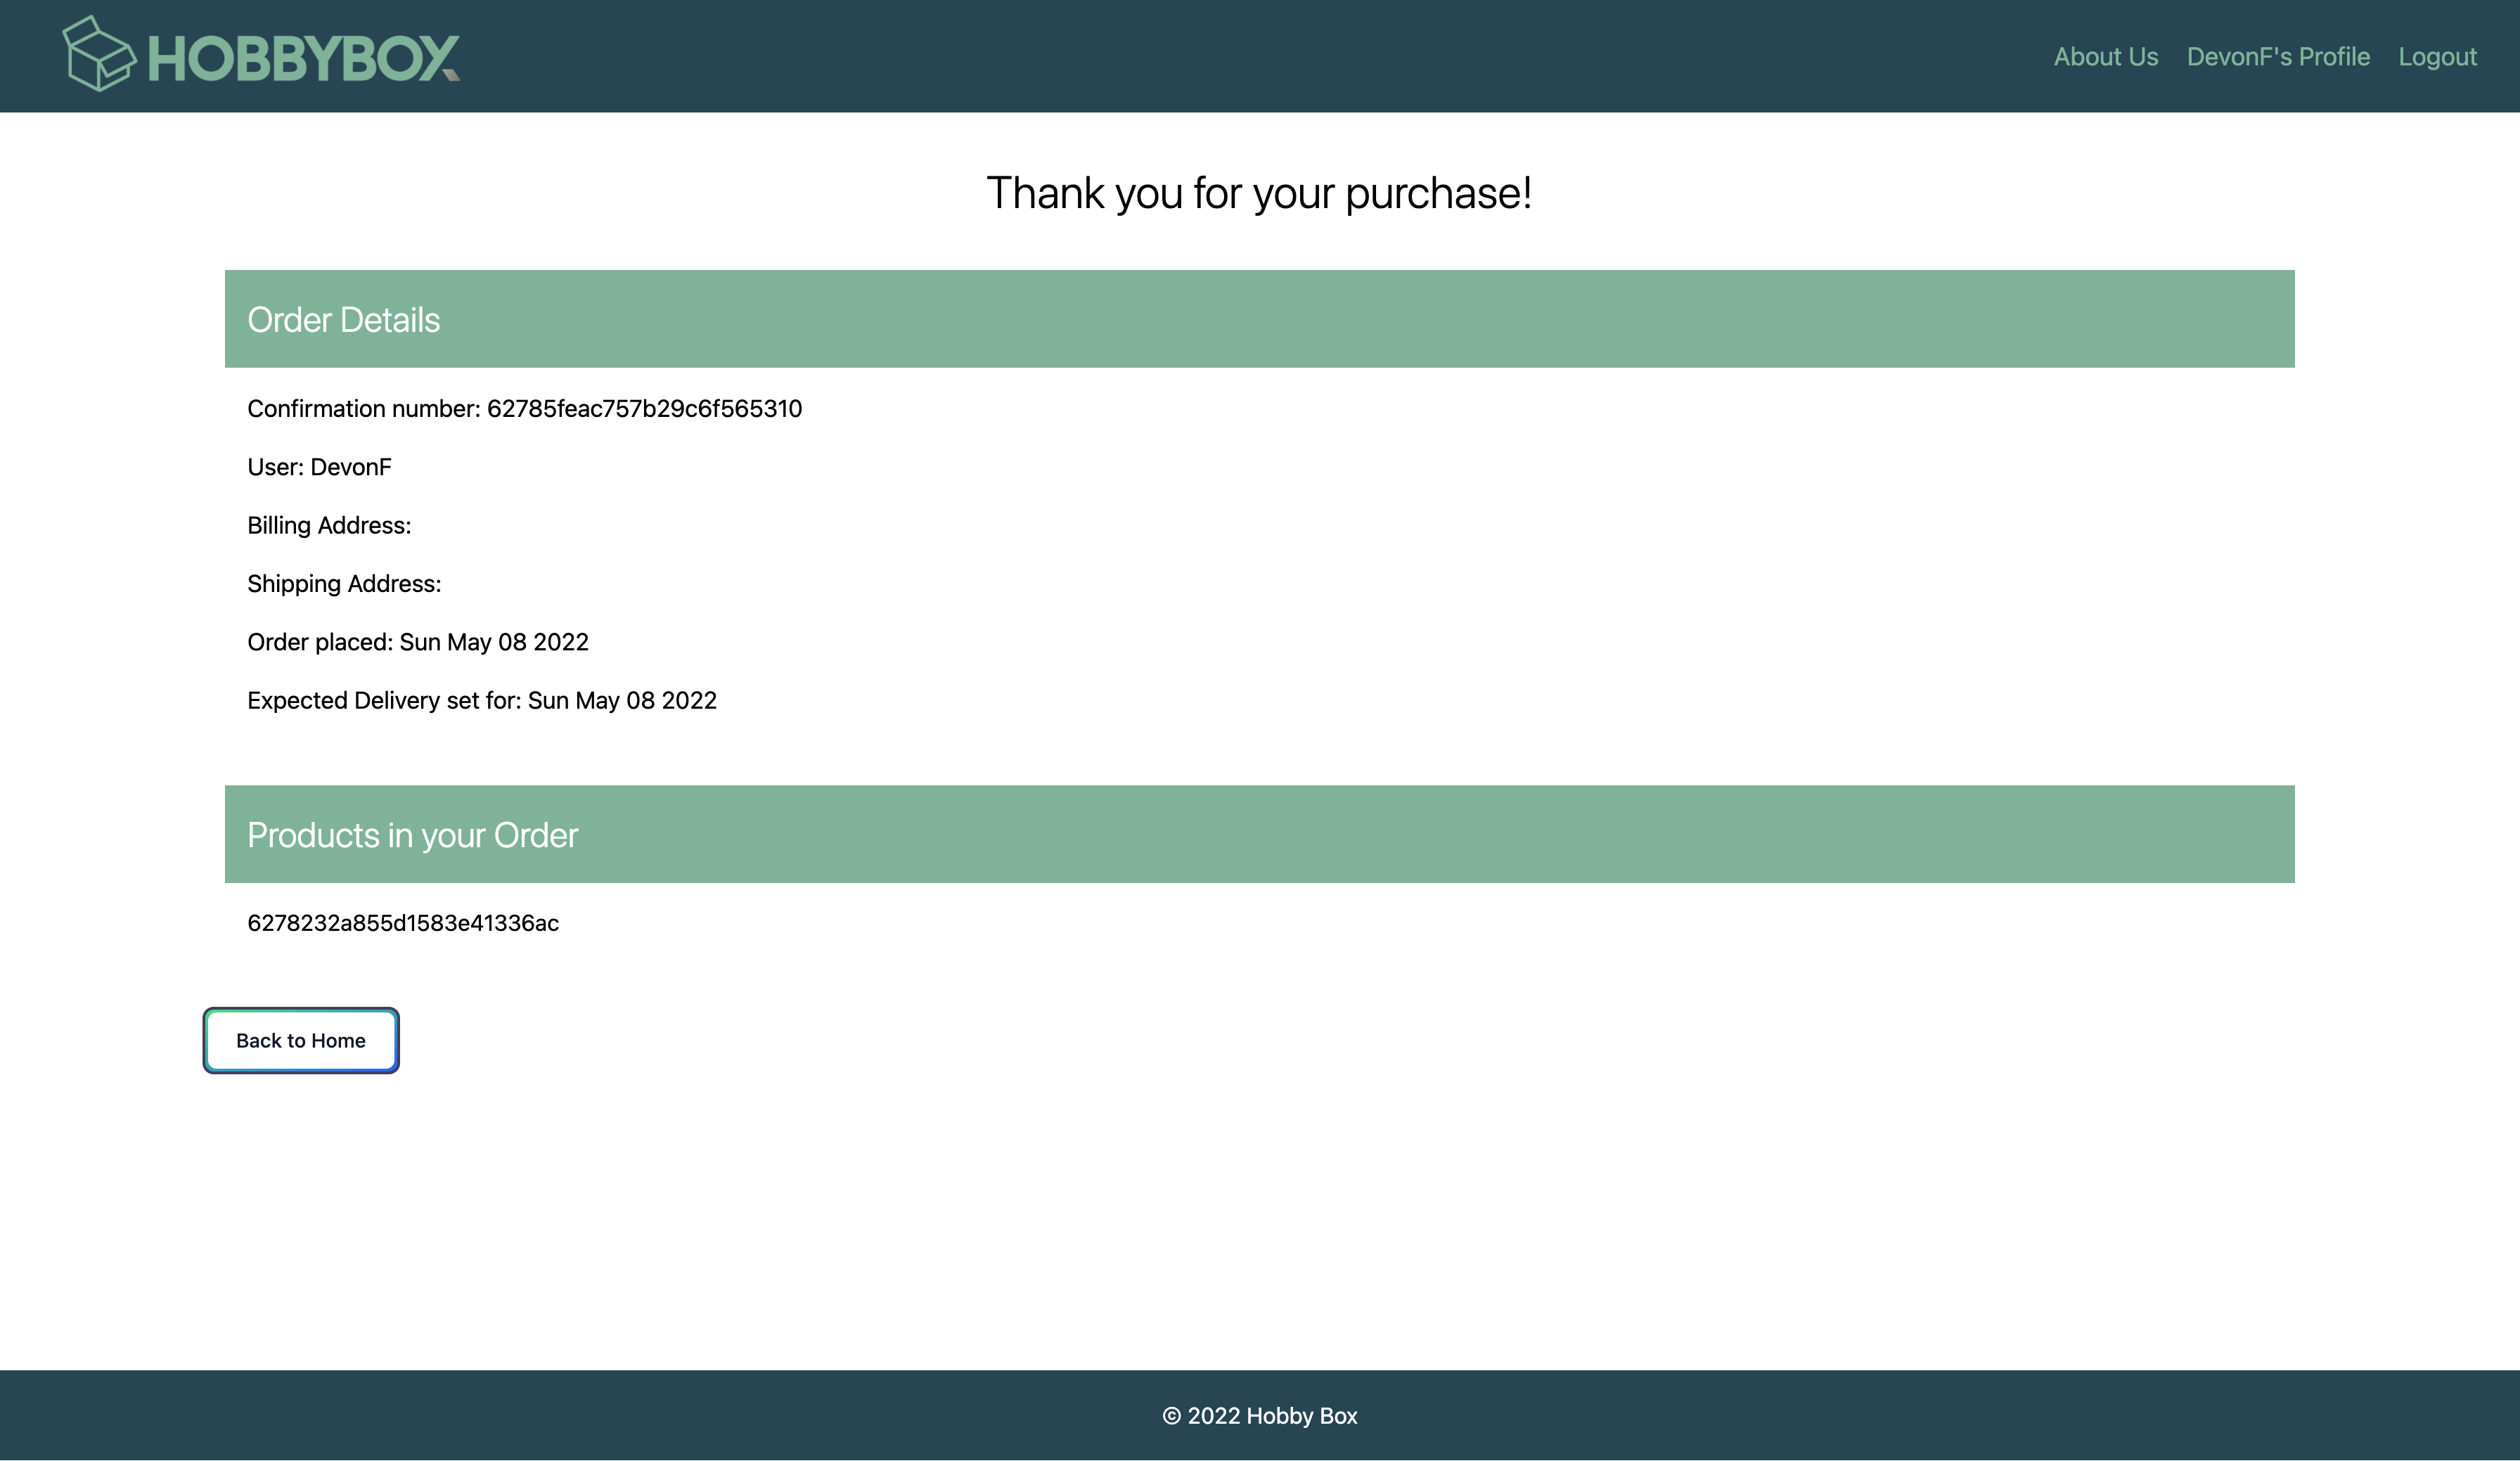 HOBBYBOX
About Us DevonF's Profile Logout
Thank you for your purchase!
Order Details
Confirmation number: 62785feac757b29c6f565310
User: DevonF
Billing Address:
Shipping Address:
Order placed: Sun May 08 2022
Expected Delivery set for: Sun May 08 2022
Products in your Order
6278232a855d1583e41336ac
Back to Home
© 2022 Hobby Box